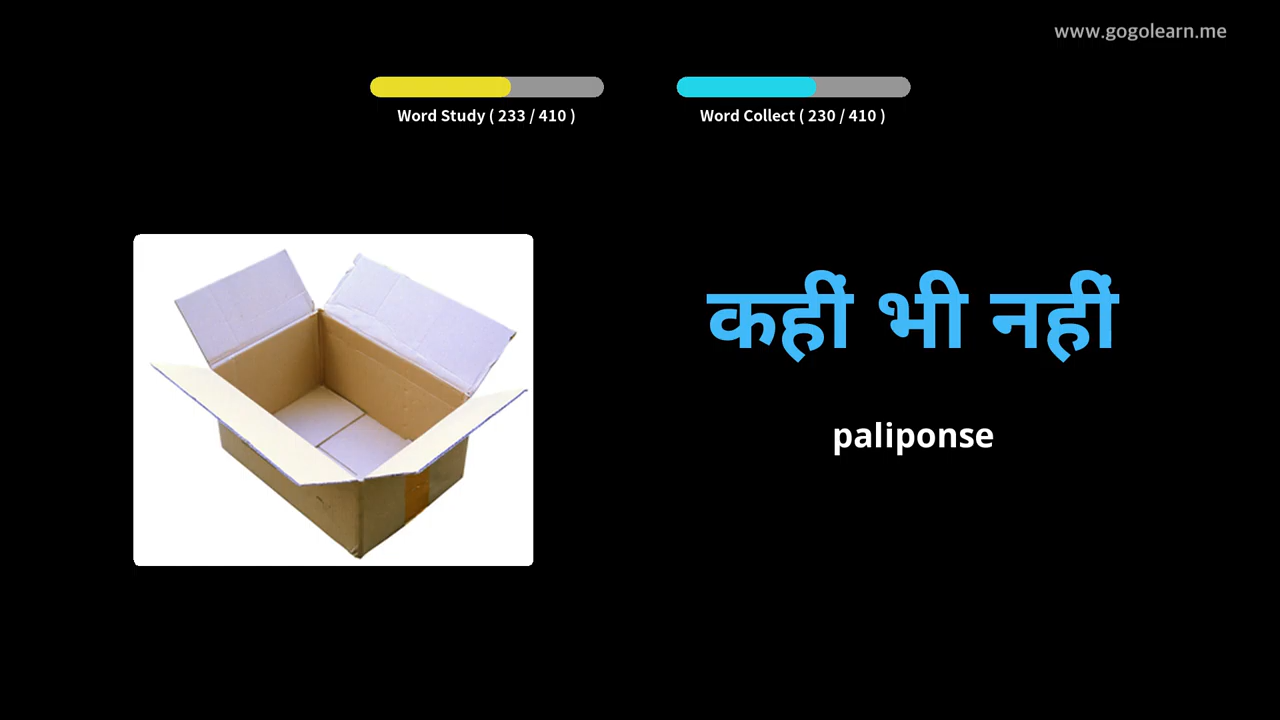 www.gogolearn.me
Word Study ( 233 / 410 )
Word Collect ( 230 / 410 )
कहीं भी नहीं
paliponse